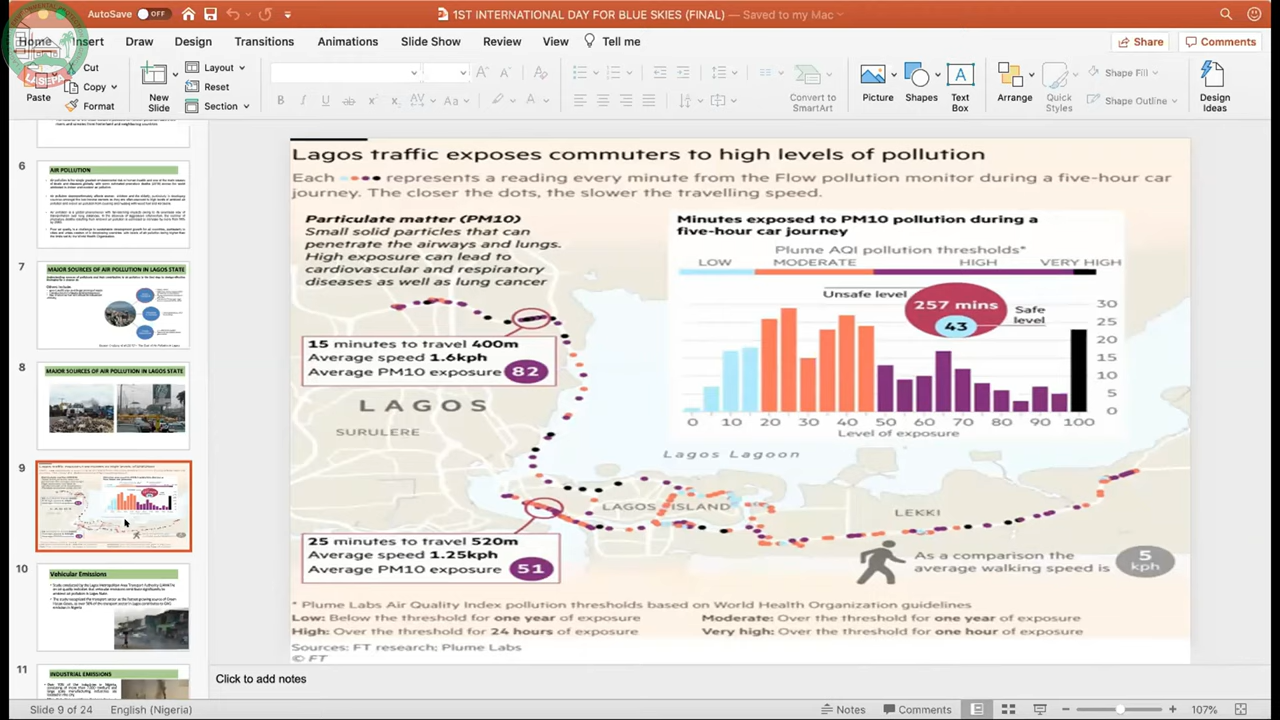 AutoSave OFF
1ST INTERNATIONAL DAY FOR BLUE SKIES (FINAL) — Saved to my Mac
LASEPA
Home Insert Draw Design Transitions Animations Slide Show Review View Tell me
Share Comments
Paste
Cut
Copy
Format
New Slide
Layout
Reset
Section
Convert to SmartArt
Picture
Shapes
Text Box
Arrange
Quick Styles
Shape Fill
Shape Outline
Design Ideas
6
AIR POLLUTION
7
MAJOR SOURCES OF AIR POLLUTION IN LAGOS STATE
8
MAJOR SOURCES OF AIR POLLUTION IN LAGOS STATE
9
10
Vehicular Emissions
11
INDUSTRIAL EMISSIONS
Lagos traffic exposes commuters to high levels of pollution
Each represents a reading every minute from the pollution monitor during a five-hour car
journey. The closer the dots, the slower the travelling speed.
Particulate matter (PM10)
Small solid particles that can
penetrate the airways and lungs.
High exposure can lead to
cardiovascular and respiratory
diseases as well as lung cancer
Minutes exposed to PM10 pollution during a
five-hour car journey
Plume AQI pollution thresholds*
LOW MODERATE HIGH VERY HIGH
Unsafe level
257 mins
43
Safe level
30
25
20
15
10
5
0
0 10 20 30 40 50 60 70 80 90 100
Level of exposure
15 minutes to travel 400m
Average speed 1.6kph
Average PM10 exposure 82
LAGOS
SURULERE
Lagos Lagoon
LAGOS ISLAND
LEKKI
25 minutes to travel 520m
Average speed 1.25kph
Average PM10 exposure 51
As a comparison the
average walking speed is
5 kph
* Plume Labs Air Quality Index pollution thresholds based on World Health Organization guidelines
Low: Below the threshold for one year of exposure
Moderate: Over the threshold for one year of exposure
High: Over the threshold for 24 hours of exposure
Very high: Over the threshold for one hour of exposure
Sources: FT research; Plume Labs
© FT
Click to add notes
Slide 9 of 24 English (Nigeria) Notes Comments 107%